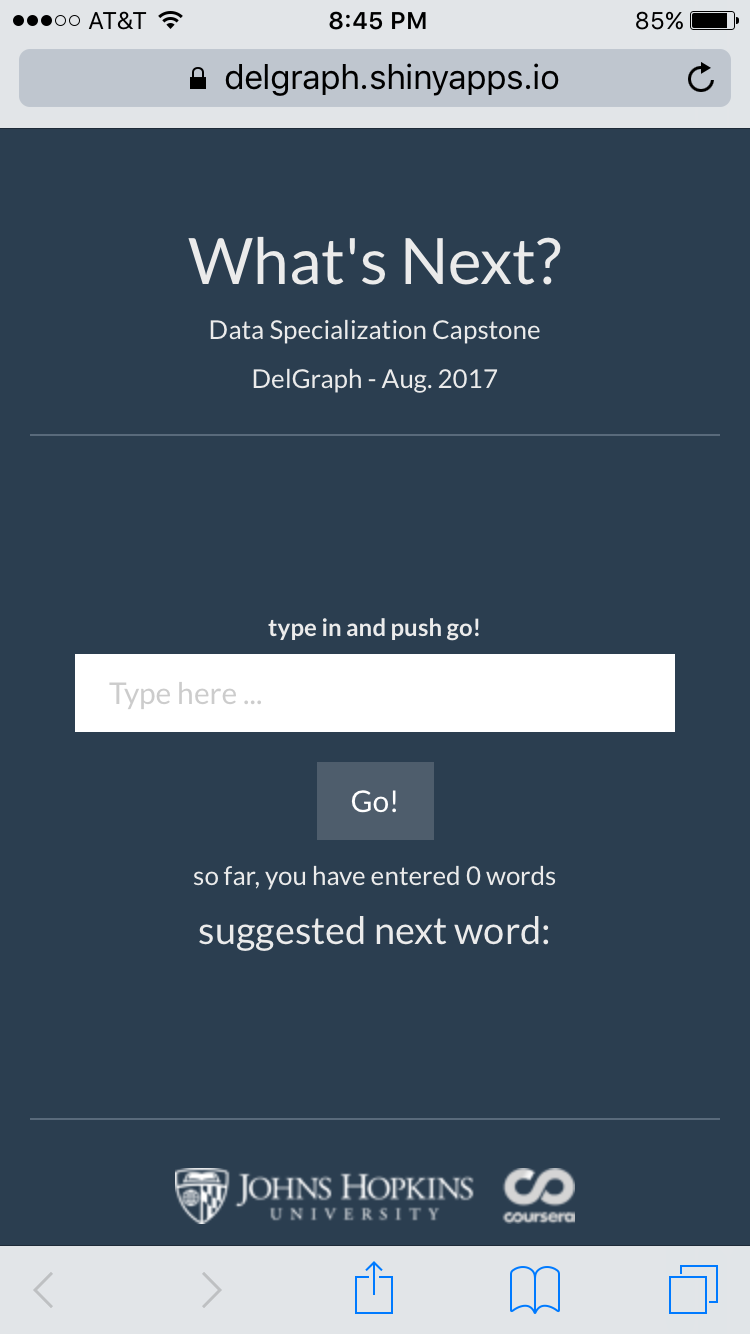 AT&T 8:45 PM 85%
delgraph.shinyapps.io
What's Next?
Data Specialization Capstone
DelGraph - Aug. 2017
type in and push go!
Type here ...
Go!
so far, you have entered 0 words
suggested next word:
JOHNS HOPKINS
UNIVERSITY
coursera